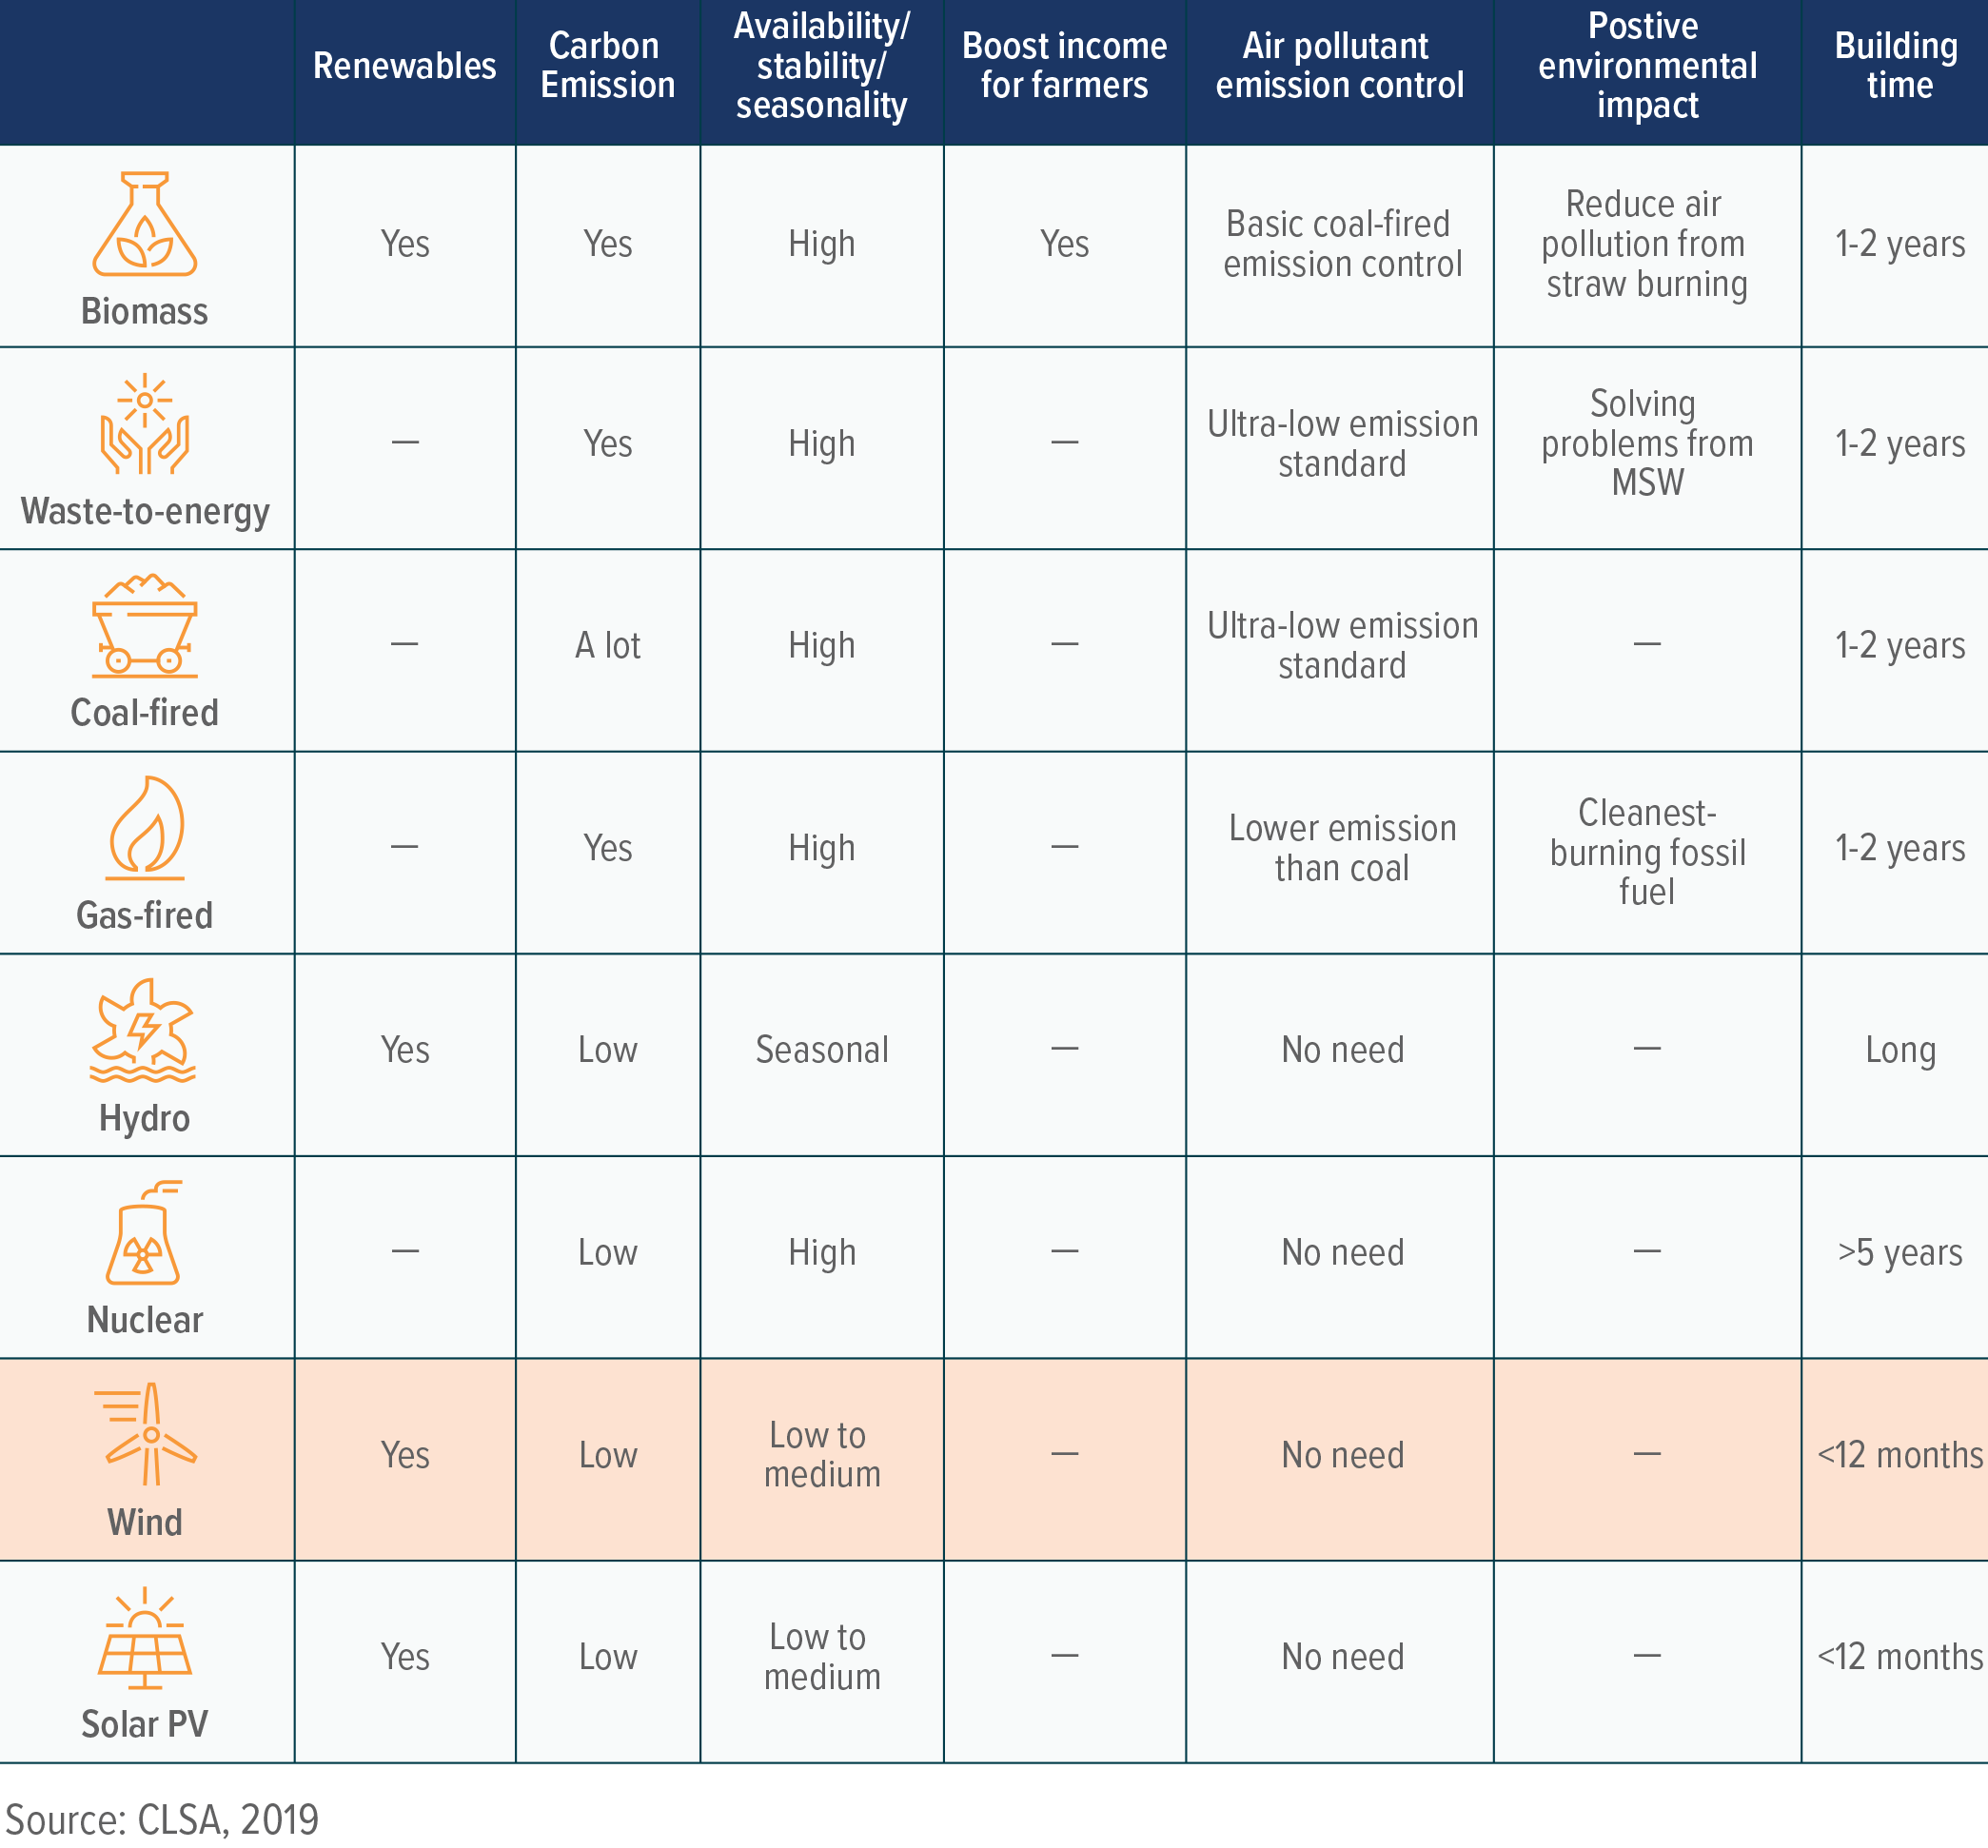 Renewables
Carbon
Emission
Availability/
stability/
seasonality
Boost income
for farmers
Air pollutant
emission control
Postive
environmental
impact
Building
time
Biomass
Yes
Yes
High
Yes
Basic coal-fired
emission control
Reduce air
pollution from
straw burning
1-2 years
Waste-to-energy
—
Yes
High
—
Ultra-low emission
standard
Solving
problems from
MSW
1-2 years
Coal-fired
—
A lot
High
—
Ultra-low emission
standard
—
1-2 years
Gas-fired
—
Yes
High
—
Lower emission
than coal
Cleanest-
burning fossil
fuel
1-2 years
Hydro
Yes
Low
Seasonal
—
No need
—
Long
Nuclear
—
Low
High
—
No need
—
>5 years
Wind
Yes
Low
Low to
medium
—
No need
—
<12 months
Solar PV
Yes
Low
Low to
medium
—
No need
—
<12 months
Source: CLSA, 2019